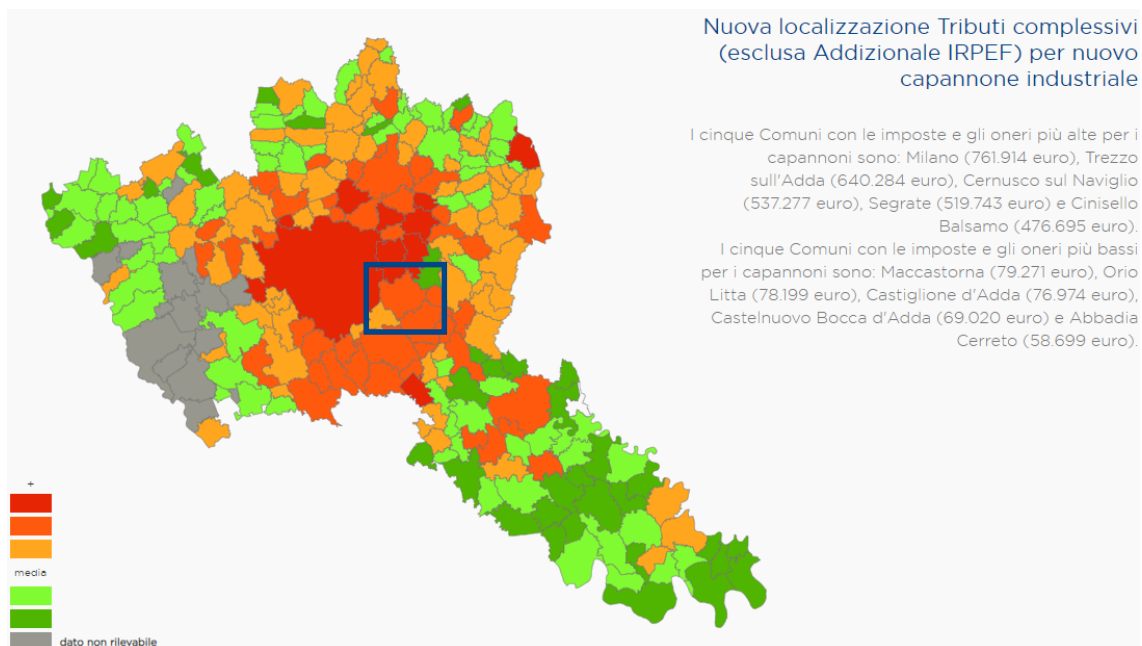 Nuova localizzazione Tributi complessivi
(esclusa Addizionale IRPEF) per nuovo
capannone industriale
I cinque Comuni con le imposte e gli oneri più alte per i
capannoni sono: Milano (761.914 euro), Trezzo
sull'Adda (640.284 euro), Cernusco sul Naviglio
(537.277 euro), Segrate (519.743 euro) e Cinisello
Balsamo (476.695 euro).
I cinque Comuni con le imposte e gli oneri più bassi
per i capannoni sono: Maccastorna (79.271 euro), Orio
Litta (78.199 euro), Castiglione d'Adda (76.974 euro),
Castelnuovo Bocca d'Adda (69.020 euro) e Abbadia
Cerreto (58.699 euro).
+
media
dato non rilevabile